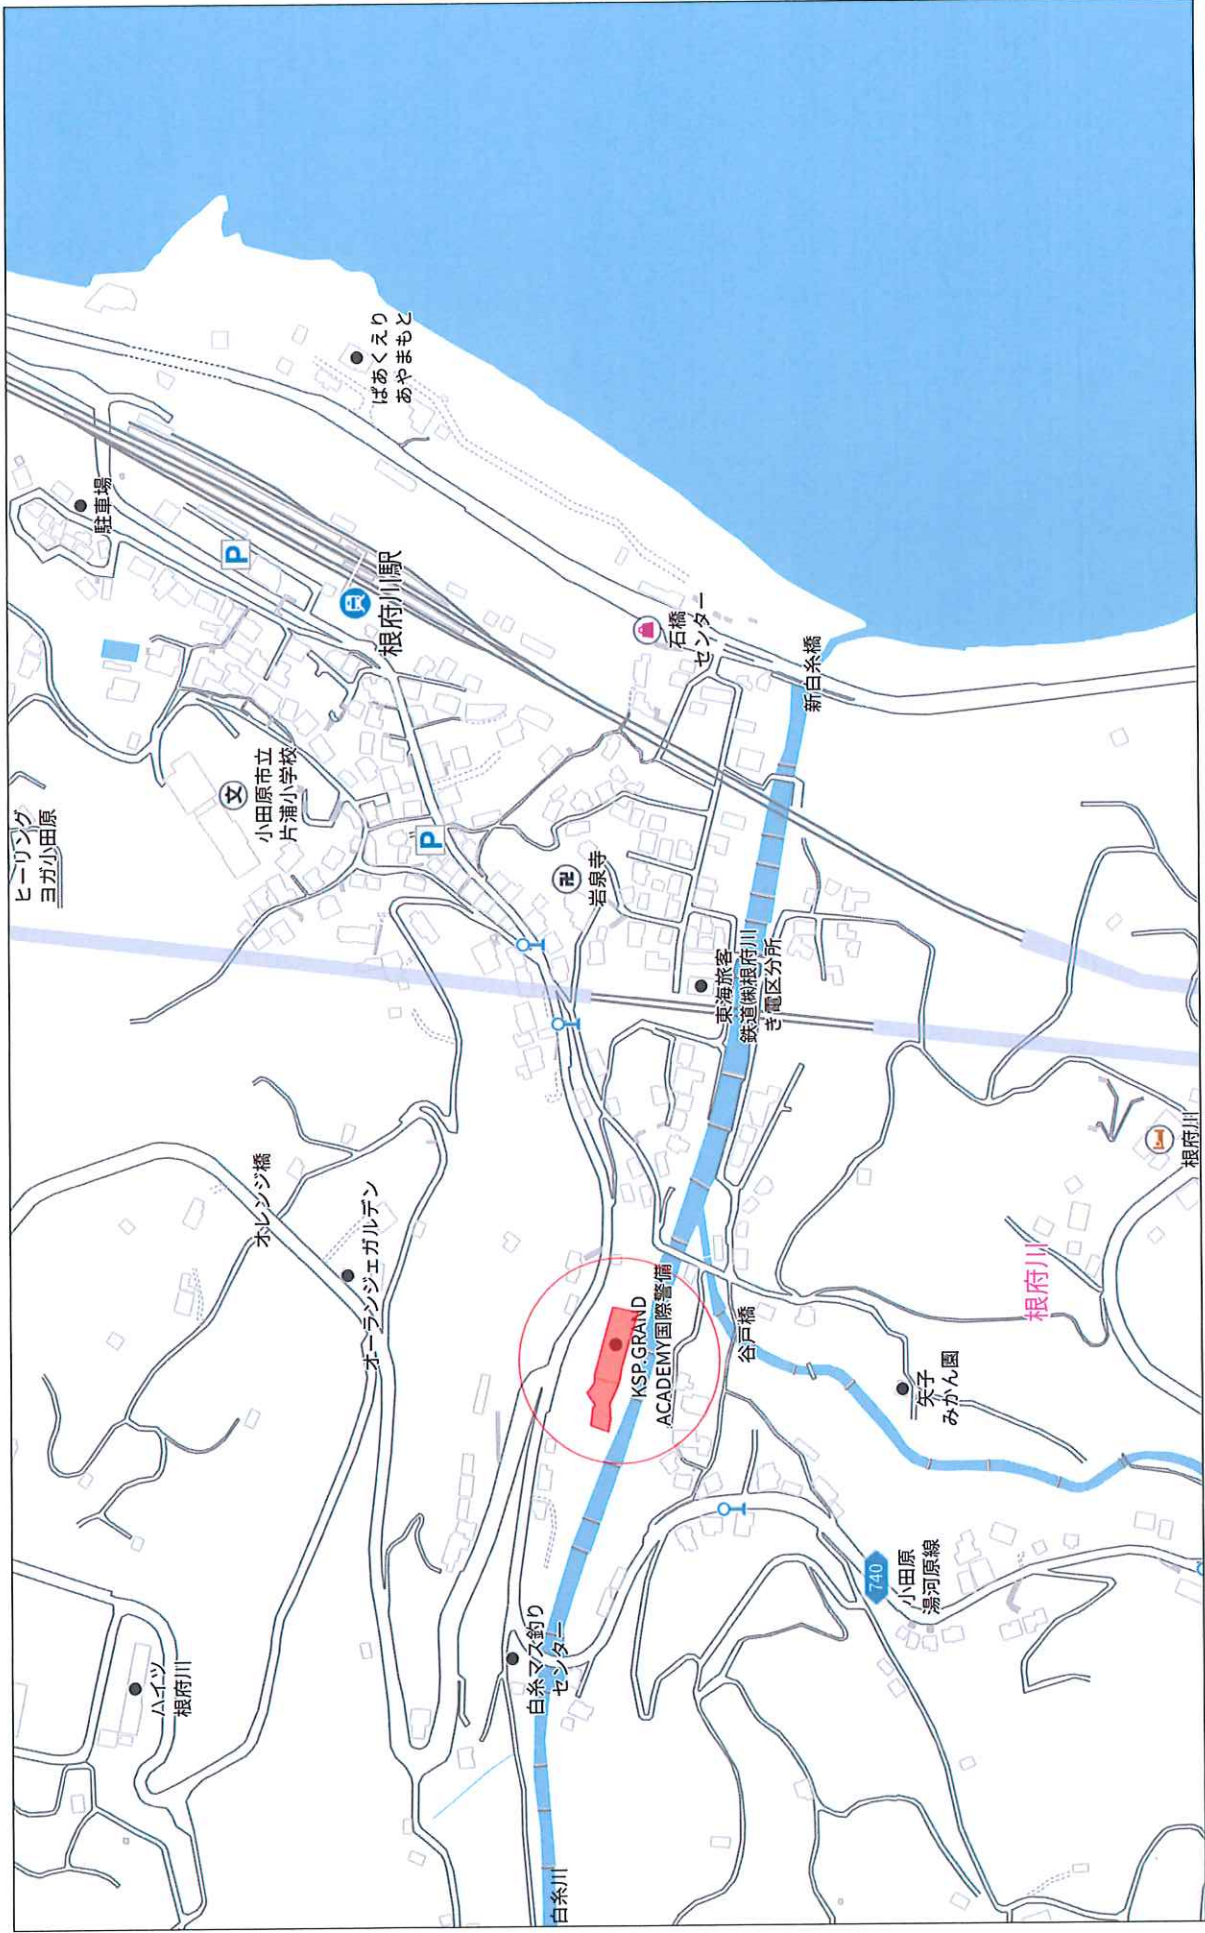 ヒーリング
ヨガ小田原
駐車場
P
根府川駅
ぱあくえり
あやまもと
文
小田原市立
片浦小学校
P
卍
岩泉寺
石橋
センター
新白糸橋
東海旅客
鉄道㈱根府川
き電区分所
オレンジ橋
オーランジェガルデン
KSP.GRAND
ACADEMY国際警備
谷戸橋
根府川
根府川
矢子
みかん園
ハイツ
根府川
白糸マス釣り
センター
740
小田原
湯河原線
白糸川